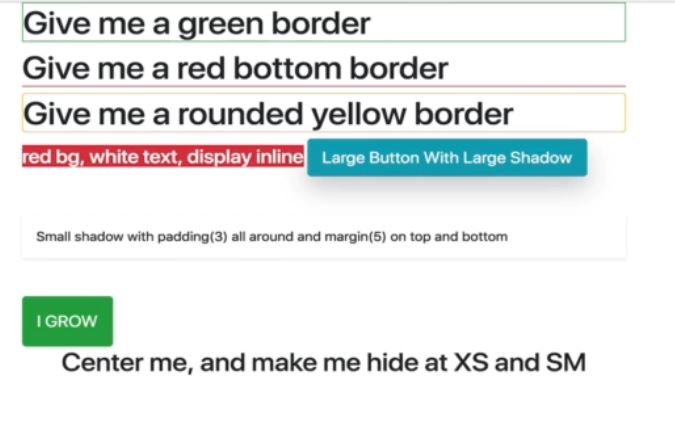 Give me a green border
Give me a red bottom border
Give me a rounded yellow border
red bg, white text, display inline Large Button With Large Shadow
Small shadow with padding(3) all around and margin(5) on top and bottom
I GROW
Center me, and make me hide at XS and SM